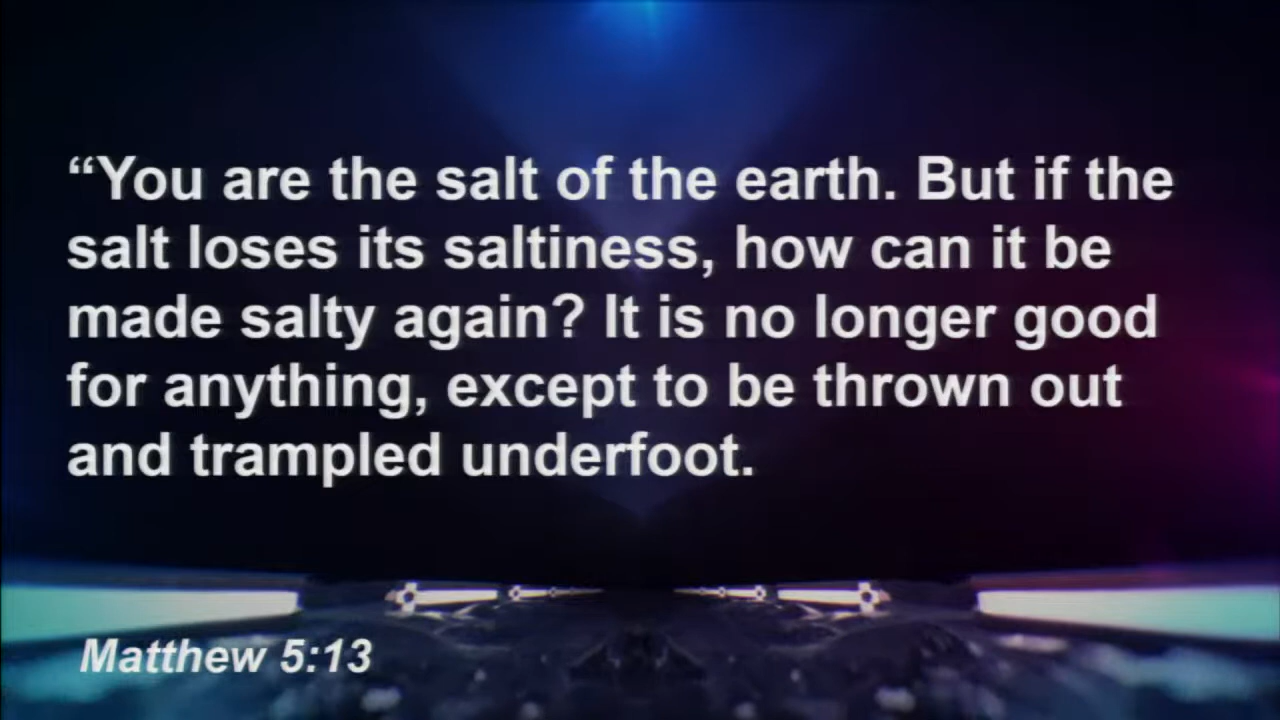 “You are the salt of the earth. But if the
salt loses its saltiness, how can it be
made salty again? It is no longer good
for anything, except to be thrown out
and trampled underfoot.
Matthew 5:13